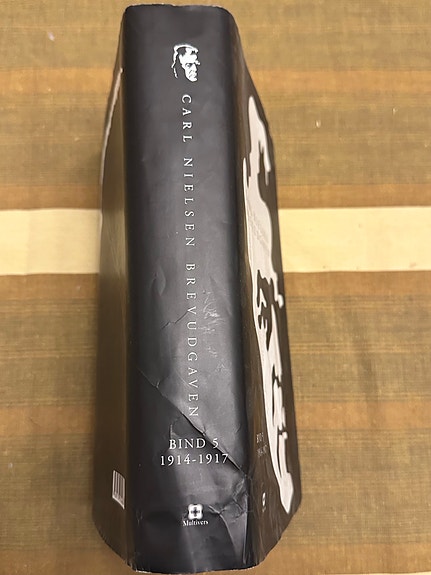 CARL NIELSEN BREVUDGAVEN
BIND 5
1914-1917
Multivers